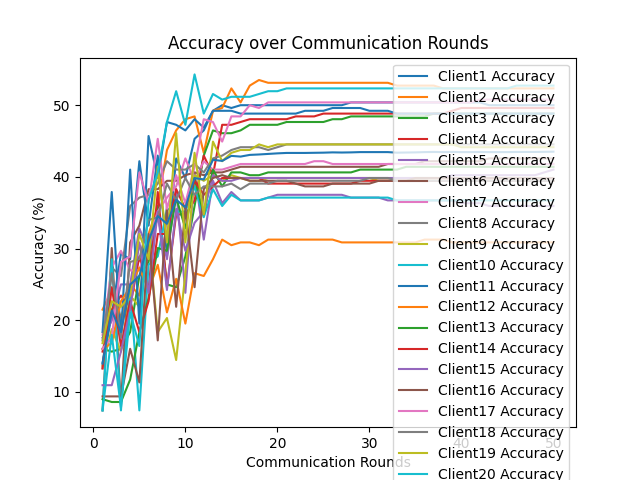 Accuracy over Communication Rounds
Accuracy (%)
50
40
30
20
10
0
10
20
30
40
50
Communication Rounds
Client1 Accuracy
Client2 Accuracy
Client3 Accuracy
Client4 Accuracy
Client5 Accuracy
Client6 Accuracy
Client7 Accuracy
Client8 Accuracy
Client9 Accuracy
Client10 Accuracy
Client11 Accuracy
Client12 Accuracy
Client13 Accuracy
Client14 Accuracy
Client15 Accuracy
Client16 Accuracy
Client17 Accuracy
Client18 Accuracy
Client19 Accuracy
Client20 Accuracy